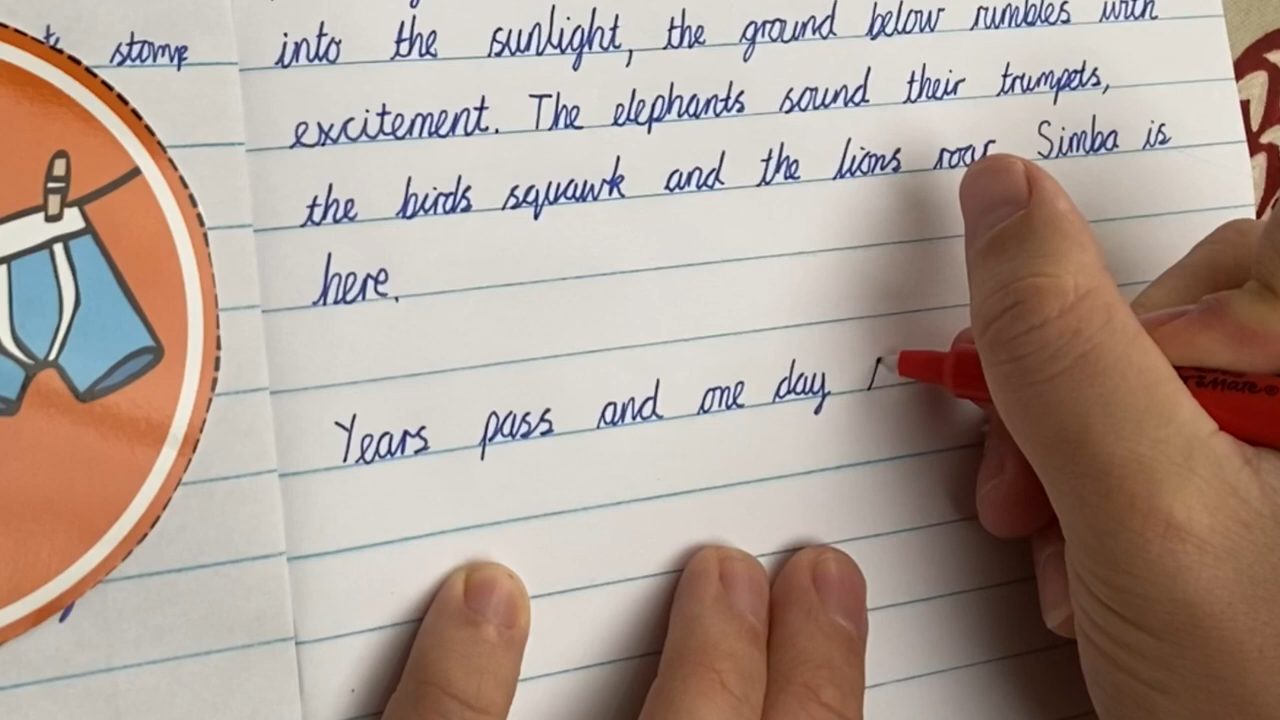 stomp into the sunlight, the ground below rumbles with
excitement. The elephants sound their trumpets,
the birds squawk and the lions roar Simba is
here.
Years pass and one day